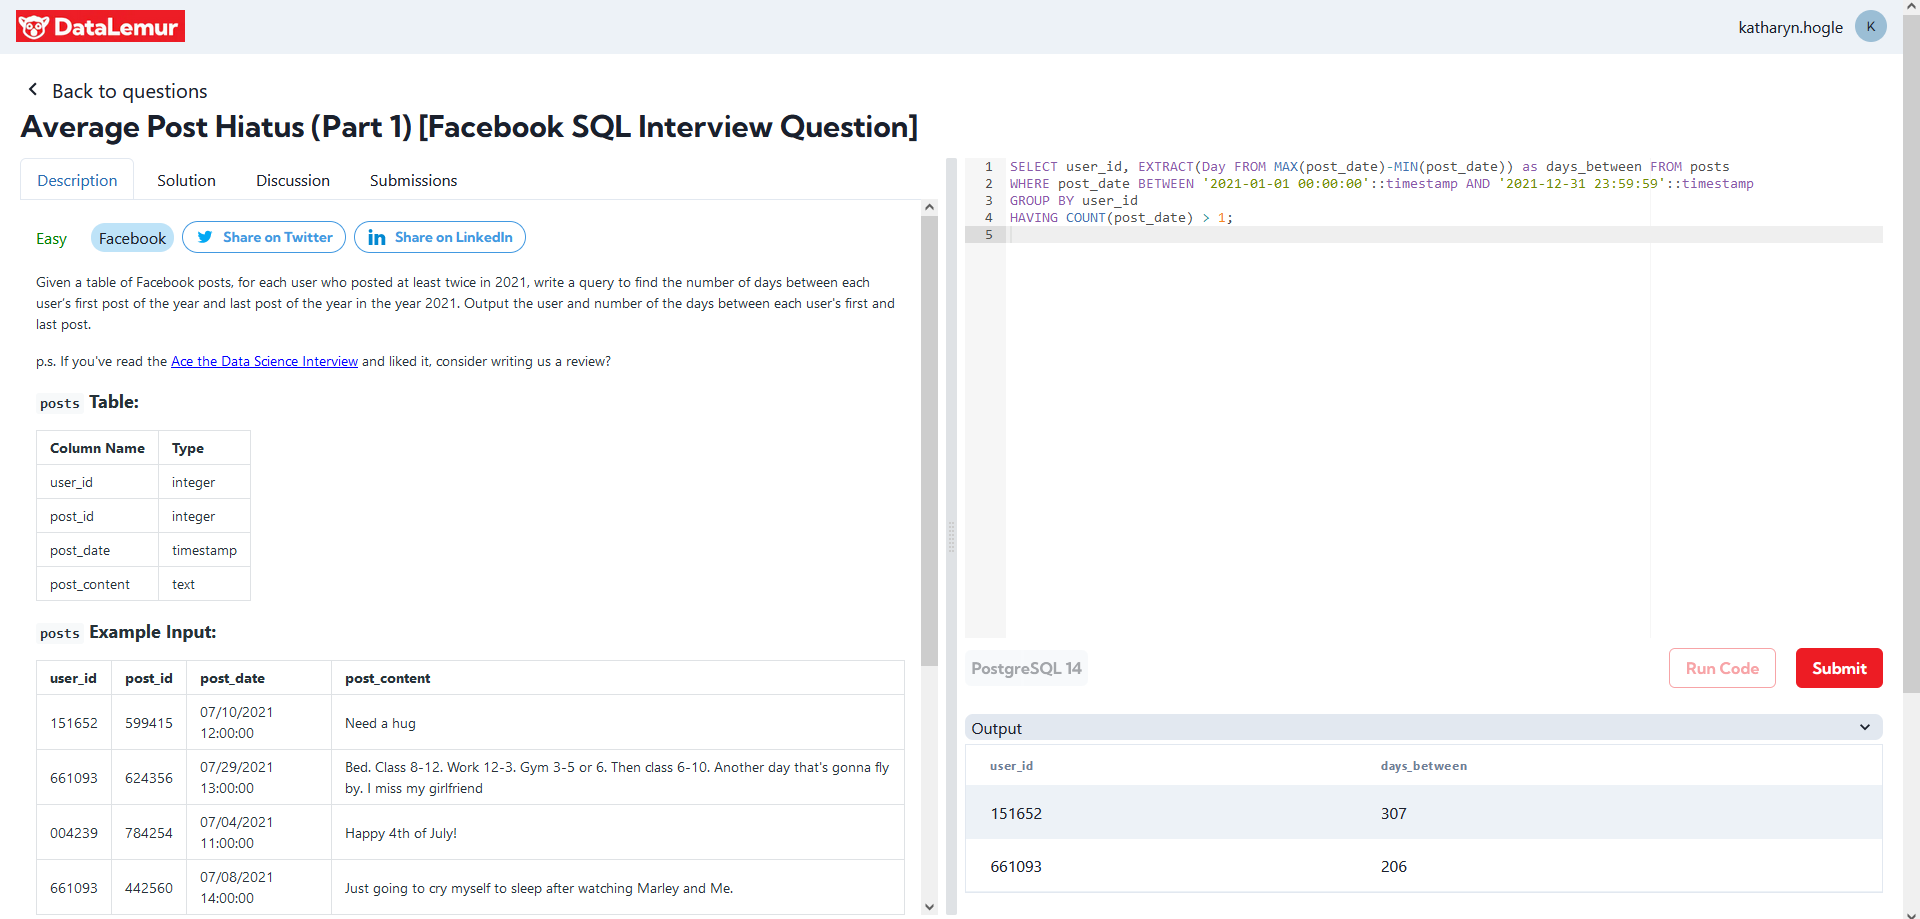 DataLemur
katharyn.hogle
K
Back to questions
Average Post Hiatus (Part 1) [Facebook SQL Interview Question]
Description
Solution
Discussion
Submissions
Easy
Facebook
Share on Twitter
Share on LinkedIn
Given a table of Facebook posts, for each user who posted at least twice in 2021, write a query to find the number of days between each
user's first post of the year and last post of the year in the year 2021. Output the user and number of the days between each user's first and
last post.
p.s. If you've read the Ace the Data Science Interview and liked it, consider writing us a review?
posts Table:
Column Name Type
user_id integer
post_id integer
post_date timestamp
post_content text
posts Example Input:
user_id post_id post_date post_content
151652 599415 07/10/2021 12:00:00 Need a hug
661093 624356 07/29/2021 13:00:00 Bed. Class 8-12. Work 12-3. Gym 3-5 or 6. Then class 6-10. Another day that's gonna fly
by. I miss my girlfriend
004239 784254 07/04/2021 11:00:00 Happy 4th of July!
661093 442560 07/08/2021 14:00:00 Just going to cry myself to sleep after watching Marley and Me.
1 SELECT user_id, EXTRACT(Day FROM MAX(post_date)-MIN(post_date)) as days_between FROM posts
2 WHERE post_date BETWEEN '2021-01-01 00:00:00'::timestamp AND '2021-12-31 23:59:59'::timestamp
3 GROUP BY user_id
4 HAVING COUNT(post_date) > 1;
5
PostgreSQL 14
Run Code
Submit
Output
user_id days_between
151652 307
661093 206